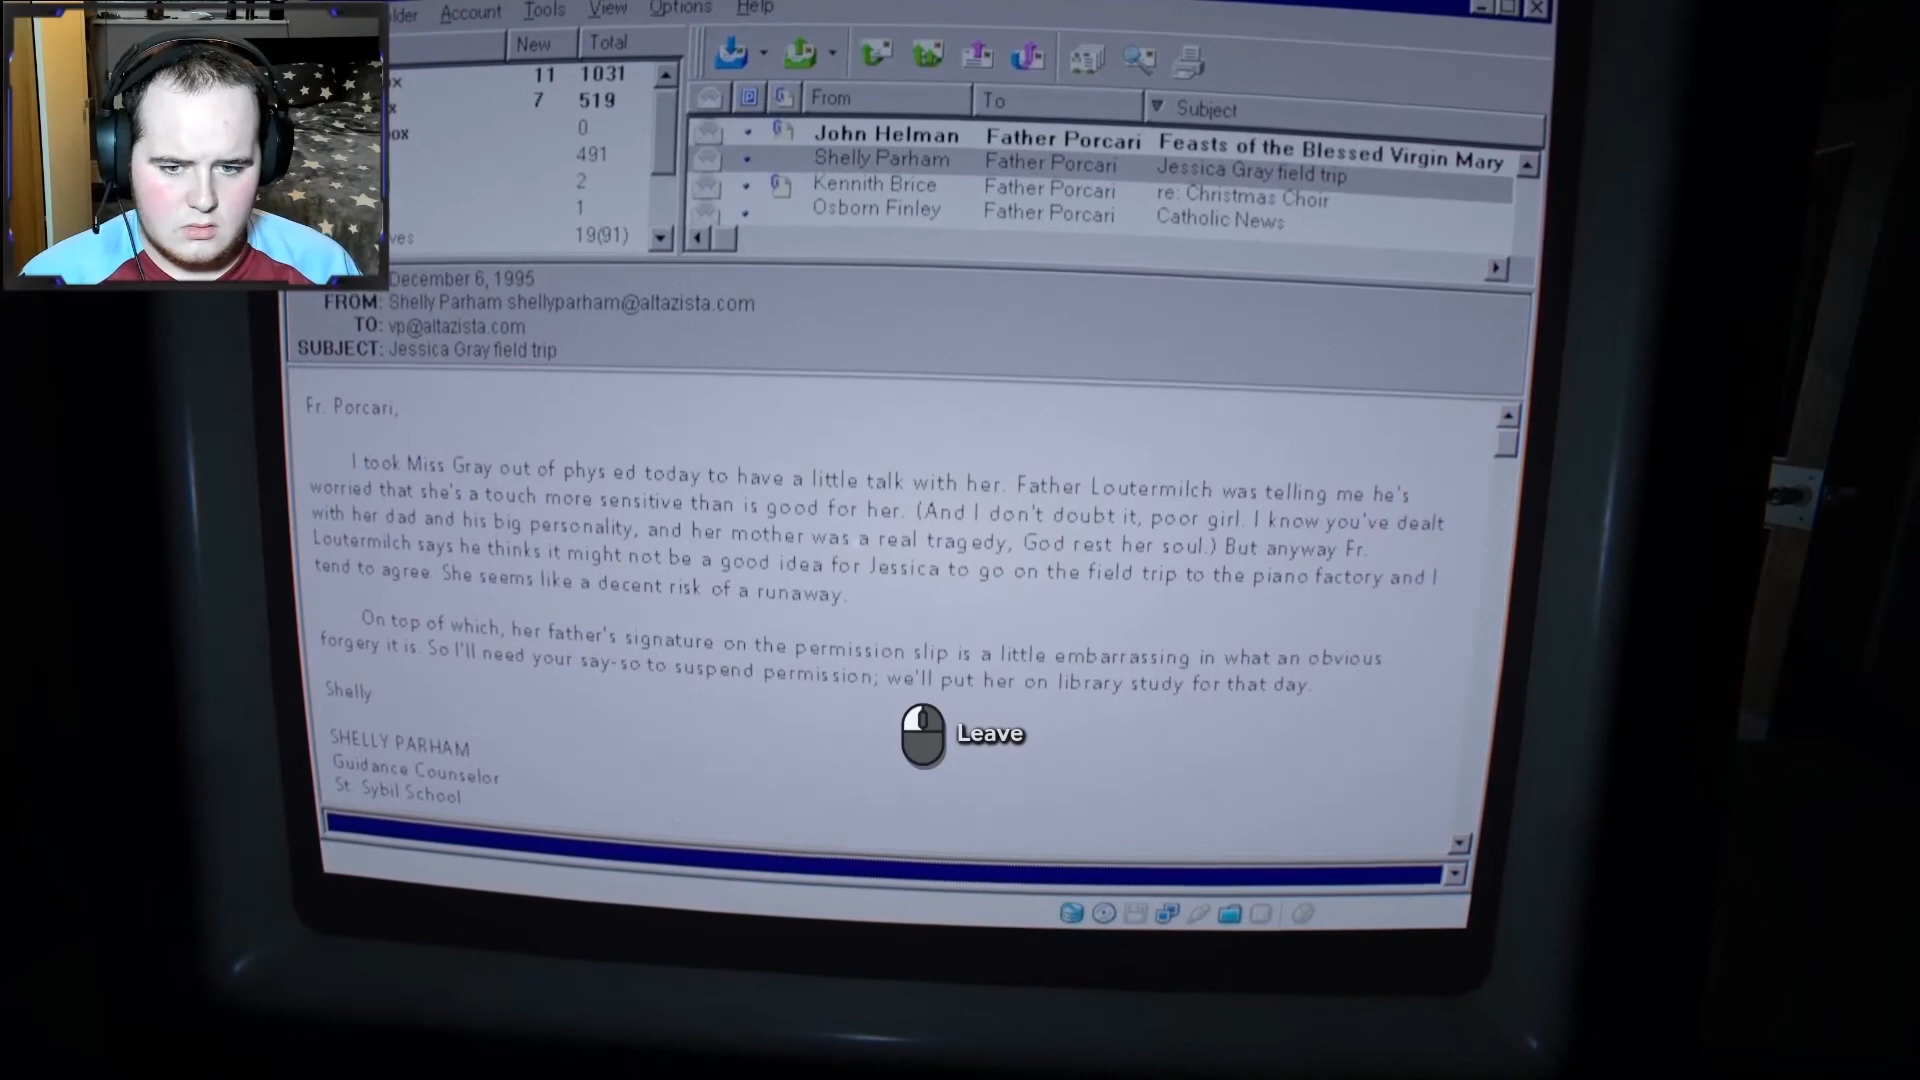 Account Tools View Options Help
New Total
11 1031
7 519
0
491
2
1
19(91)
From To Subject
John Helman Father Porcari Feasts of the Blessed Virgin Mary
Shelly Parham Father Porcari Jessica Gray field trip
Kennith Brice Father Porcari re: Christmas Choir
Osborn Finley Father Porcari Catholic News
December 6, 1995
FROM: Shelly Parham shellyparham@altazista.com
TO: vp@altazista.com
SUBJECT: Jessica Gray field trip
Fr. Porcari,
I took Miss Gray out of phys ed today to have a little talk with her. Father Loutermilch was telling me he's
worried that she's a touch more sensitive than is good for her. (And I don't doubt it, poor girl. I know you've dealt
with her dad and his big personality, and her mother was a real tragedy, God rest her soul.) But anyway Fr.
Loutermilch says he thinks it might not be a good idea for Jessica to go on the field trip to the piano factory and I
tend to agree. She seems like a decent risk of a runaway.
On top of which, her father's signature on the permission slip is a little embarrassing in what an obvious
forgery it is. So I'll need your say-so to suspend permission; we'll put her on library study for that day.
Shelly
Leave
SHELLY PARHAM
Guidance Counselor
St. Sybil School